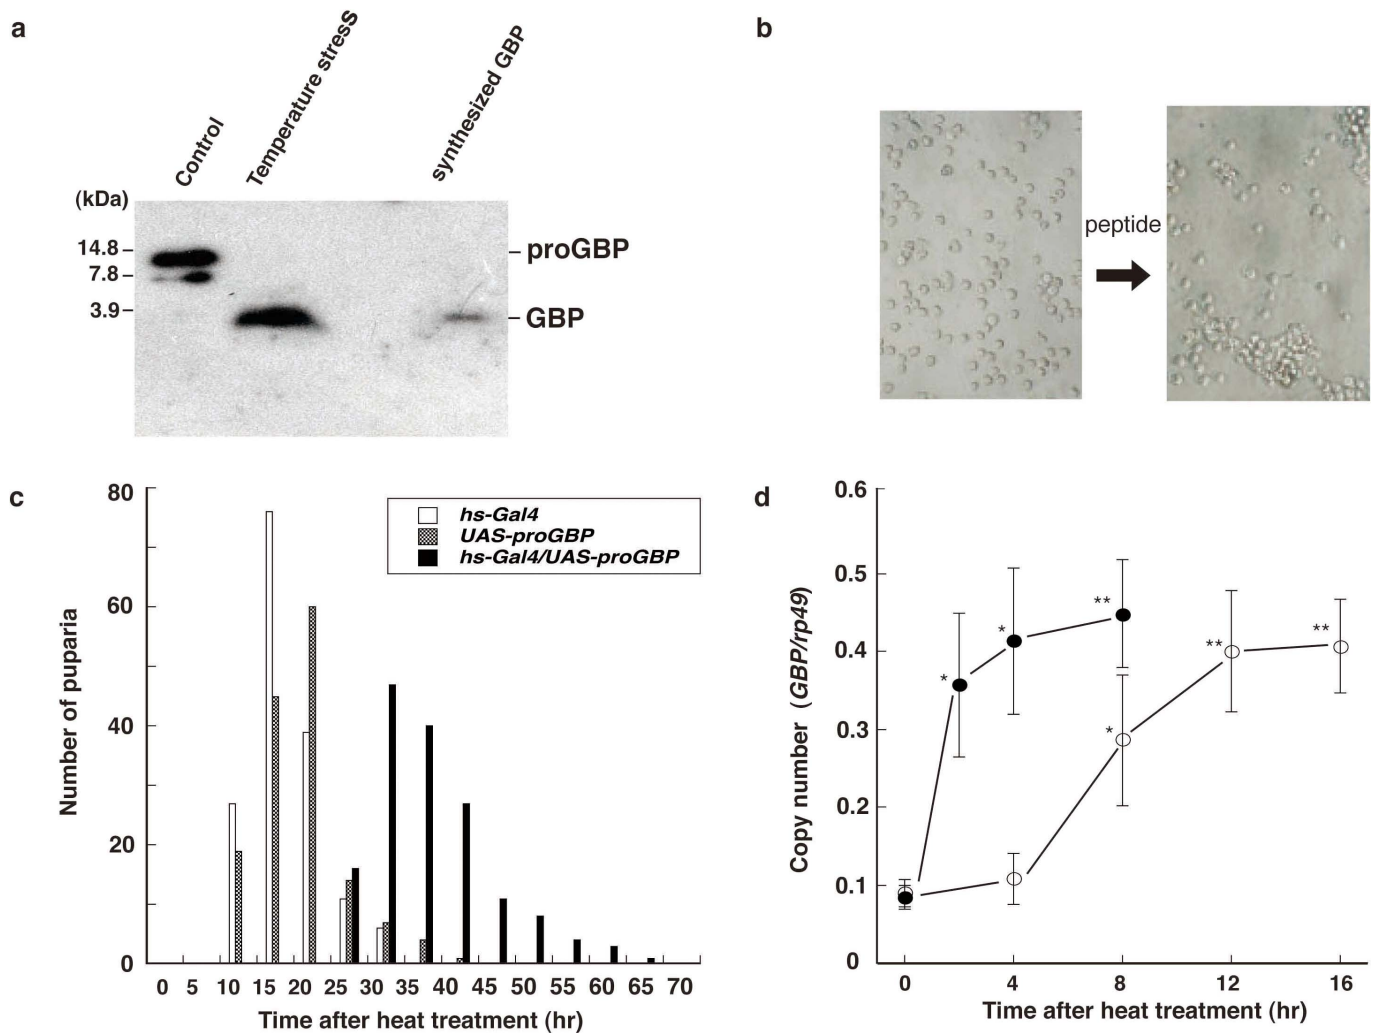 a
Control
Temperature stresS
synthesized GBP
(kDa)
14.8
proGBP
7.8
3.9
GBP
b
peptide
c
80
60
40
20
0
Number of puparia
hs-Gal4
UAS-proGBP
hs-Gal4/UAS-proGBP
0 5 10 15 20 25 30 35 40 45 50 55 60 65 70
Time after heat treatment (hr)
d
0.6
0.5
0.4
0.3
0.2
0.1
0
Copy number (GBP/rp49)
*
*
**
*
**
**
0 4 8 12 16
Time after heat treatment (hr)